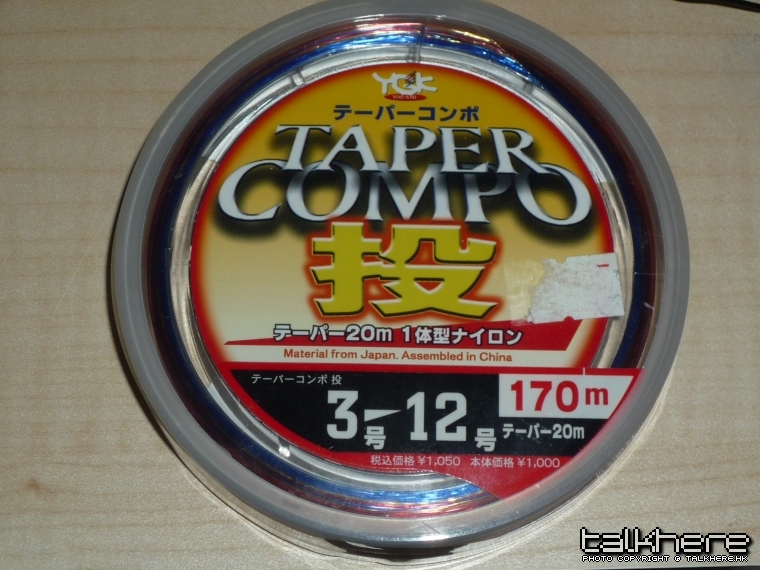 YGK
テーパーコンポ
TAPER
COMPO
投
テーパー20m 1体型ナイロン
Material from Japan. Assembled in China
テーパーコンポ 投
170m
3号-12号 テーパー20m
税込価格¥1,050 本体価格¥1,000
talkhere
PHOTO COPYRIGHT @ TALKHERE.HK